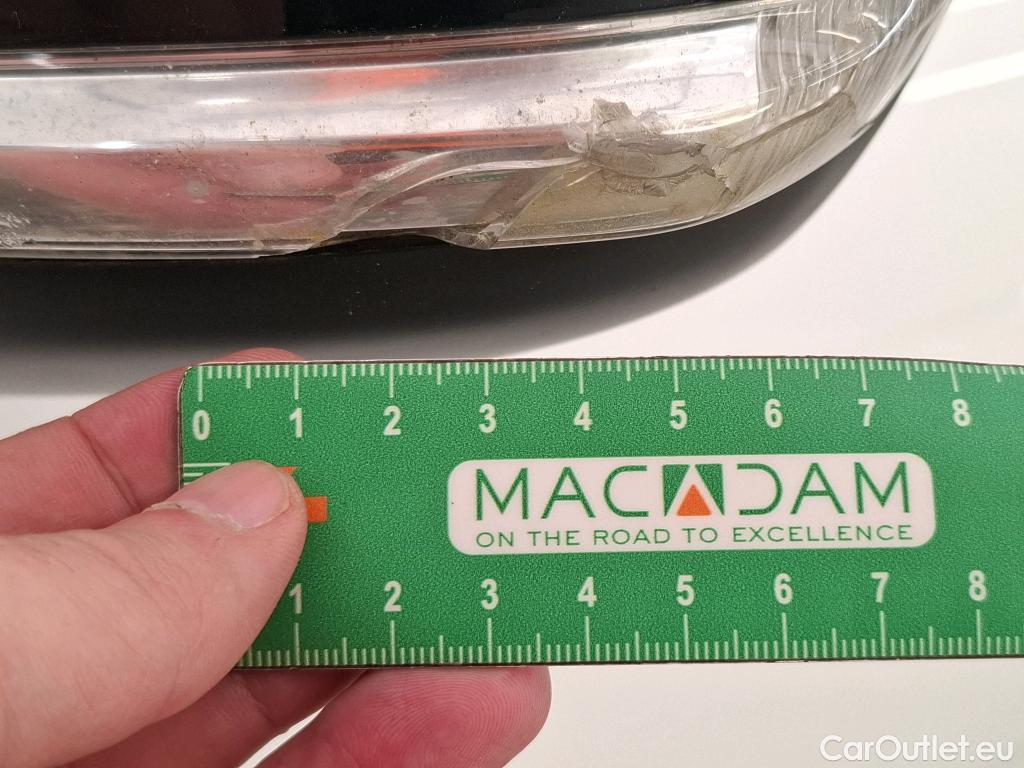 0 1 2 3 4 5 6 7 8
MACADAM
ON THE ROAD TO EXCELLENCE
1 2 3 4 5 6 7 8
CarOutlet.eu